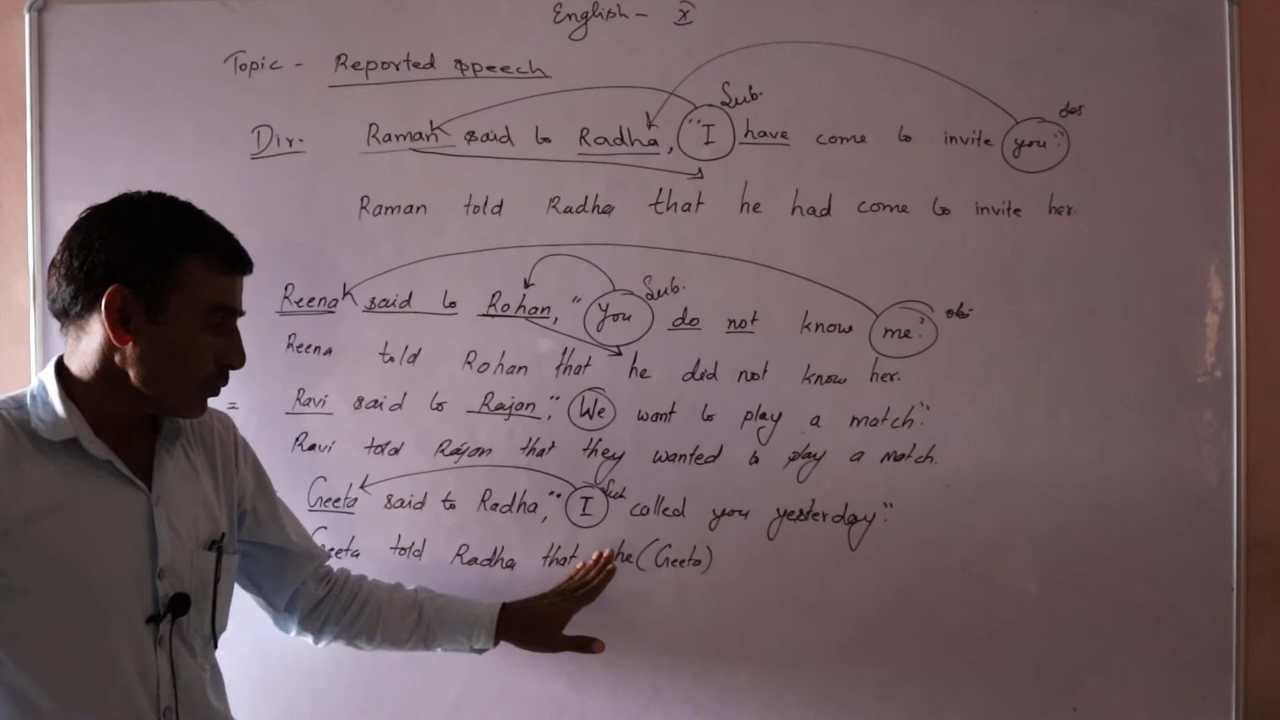 English - X
Topic - Reported speech
Sub.
Dir. Raman said to Radha, "I have come to invite you."
Raman told Radha that he had come to invite her.
Sub.
Reena said to Rohan, "You do not know me."
Reena told Rohan that he did not know her.
= Ravi said to Rajan, "We want to play a match."
Ravi told Rajan that they wanted to play a match.
Sub
Geeta said to Radha, "I called you yesterday"
Geeta told Radha that she (Geeta)